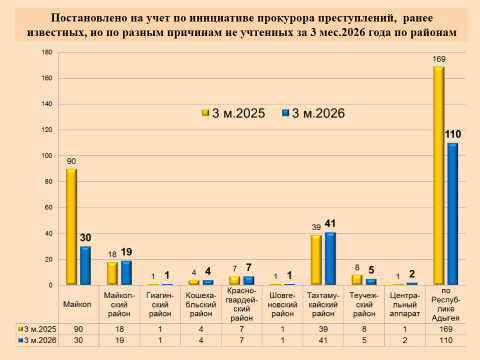 Постановлено на учет по инициативе прокурора преступлений, ранее
известных, но по разным причинам не учтенных за 3 мес.2026 года по районам
180
160
140
120
100
80
60
40
20
0
3 м.2025 3 м.2026
90 30
18 19
1 1
4 4
7 7
1 1
39 41
8 5
1 2
169 110
Майкоп
Майкоп-
ский
район
Гиагин-
ский
район
Кошеха-
бльский
район
Красно-
гвардей-
ский
район
Шовге-
новский
район
Тахтаму-
кайский
район
Теучеж-
ский
район
Центра-
льный
аппарат
по
Респуб-
лике
Адыгея
3 м.2025 90 18 1 4 7 1 39 8 1 169
3 м.2026 30 19 1 4 7 1 41 5 2 110